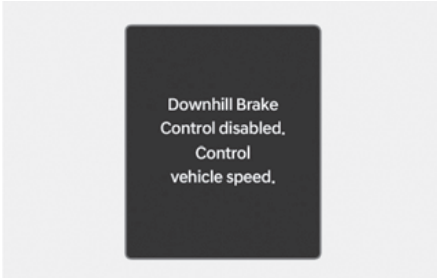 Downhill Brake
Control disabled.
Control
vehicle speed.